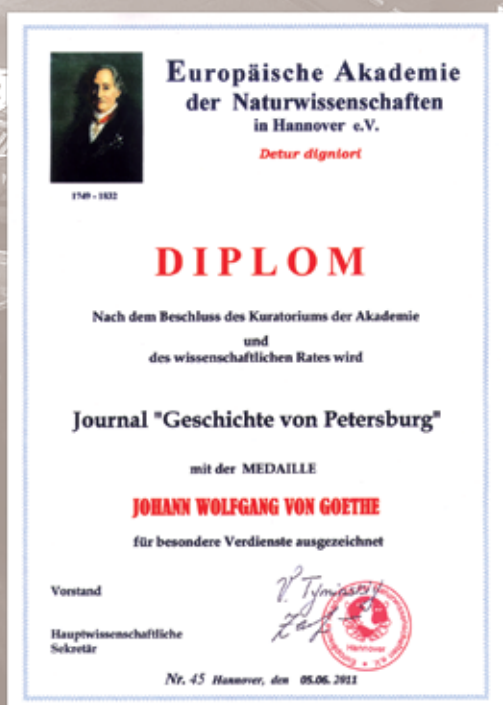 Europäische Akademie
der Naturwissenschaften
in Hannover e.V.
Detur digniori
1749 - 1832
DIPLOM
Nach dem Beschluss des Kuratoriums der Akademie
und
des wissenschaftlichen Rates wird
Journal "Geschichte von Petersburg"
mit der MEDAILLE
JOHANN WOLFGANG VON GOETHE
für besondere Verdienste ausgezeichnet
Vorstand
Hauptwissenschaftliche
Sekretär
Hannover
Nr. 45 Hannover, den 05.06.2011